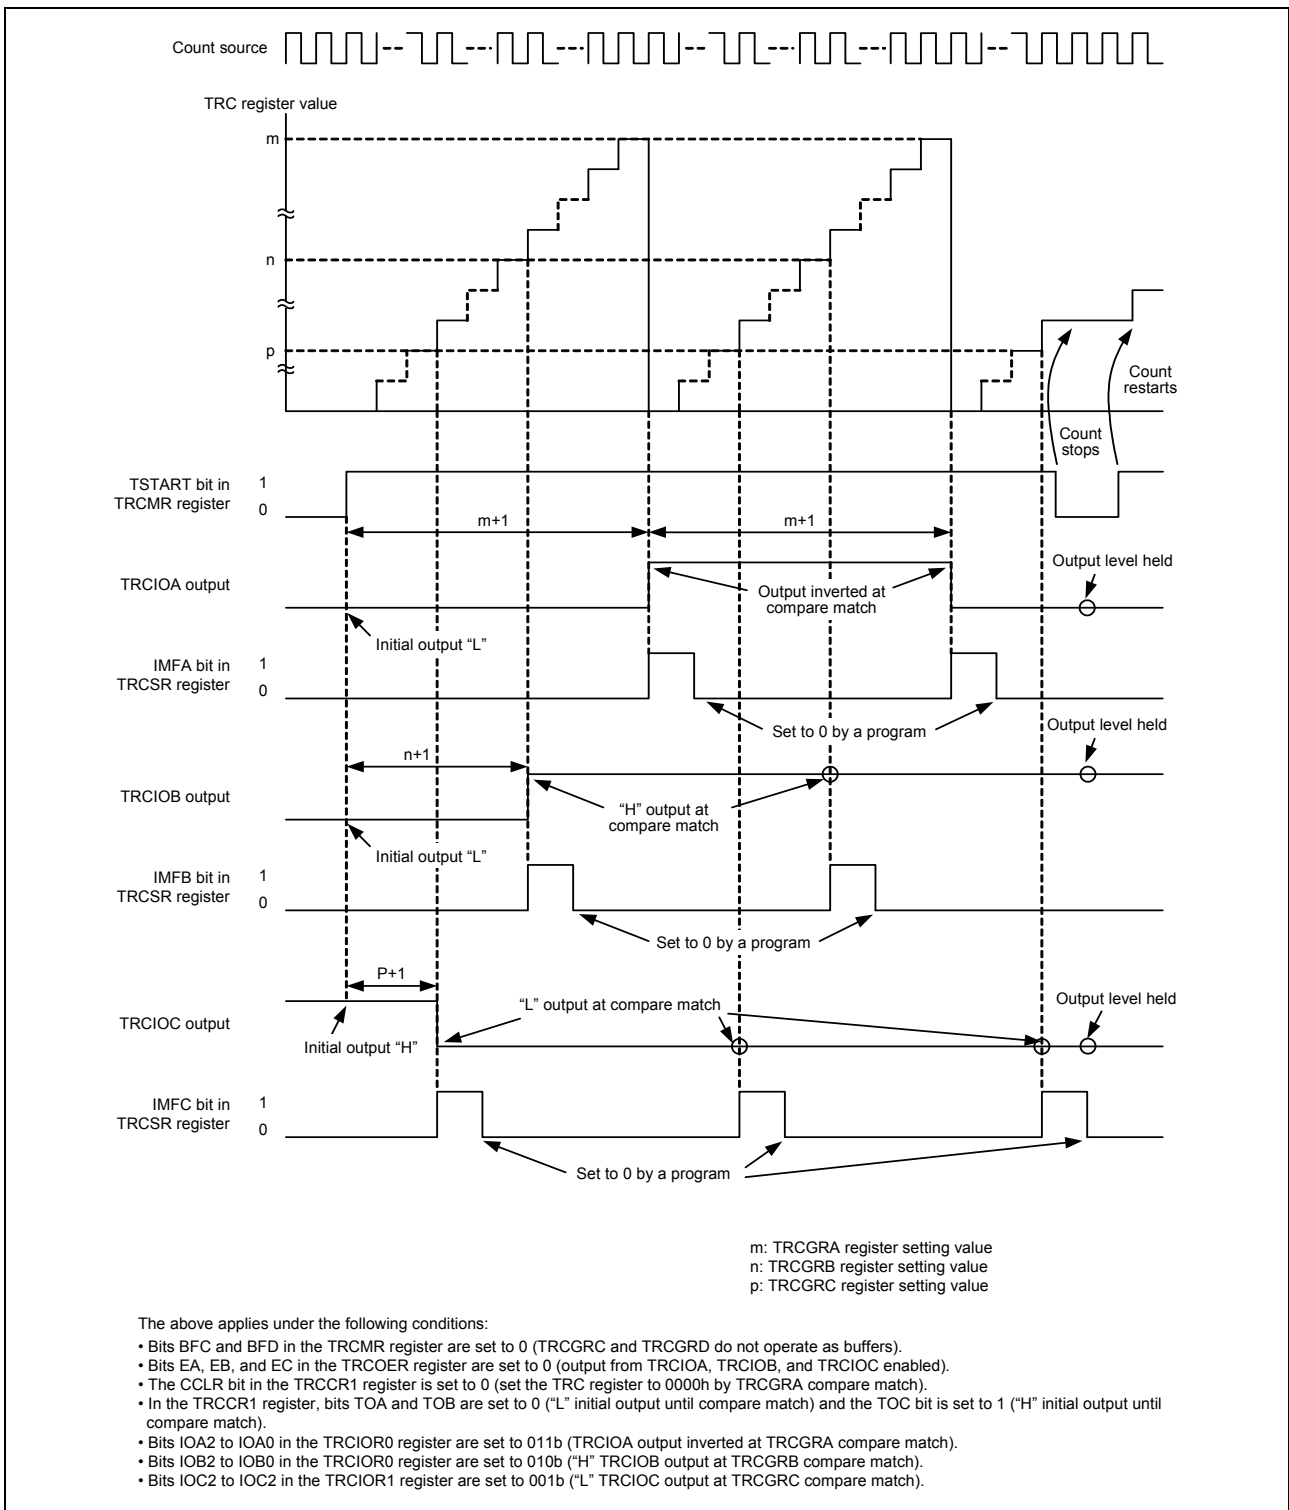 Count source
TRC register value
m
n
p
Count
restarts
Count
stops
TSTART bit in
TRCMR register
1
0
m+1
m+1
TRCIOA output
Output inverted at
compare match
Output level held
Initial output “L”
IMFA bit in
TRCSR register
1
0
Set to 0 by a program
Output level held
n+1
TRCIOB output
“H” output at
compare match
Initial output “L”
IMFB bit in
TRCSR register
1
0
Set to 0 by a program
P+1
TRCIOC output
“L” output at compare match
Output level held
Initial output “H”
IMFC bit in
TRCSR register
1
0
Set to 0 by a program
m: TRCGRA register setting value
n: TRCGRB register setting value
p: TRCGRC register setting value
The above applies under the following conditions:
• Bits BFC and BFD in the TRCMR register are set to 0 (TRCGRC and TRCGRD do not operate as buffers).
• Bits EA, EB, and EC in the TRCOER register are set to 0 (output from TRCIOA, TRCIOB, and TRCIOC enabled).
• The CCLR bit in the TRCCR1 register is set to 0 (set the TRC register to 0000h by TRCGRA compare match).
• In the TRCCR1 register, bits TOA and TOB are set to 0 (“L” initial output until compare match) and the TOC bit is set to 1 (“H” initial output until
compare match).
• Bits IOA2 to IOA0 in the TRCIOR0 register are set to 011b (TRCIOA output inverted at TRCGRA compare match).
• Bits IOB2 to IOB0 in the TRCIOR0 register are set to 010b (“H” TRCIOB output at TRCGRB compare match).
• Bits IOC2 to IOC2 in the TRCIOR1 register are set to 001b (“L” TRCIOC output at TRCGRC compare match).